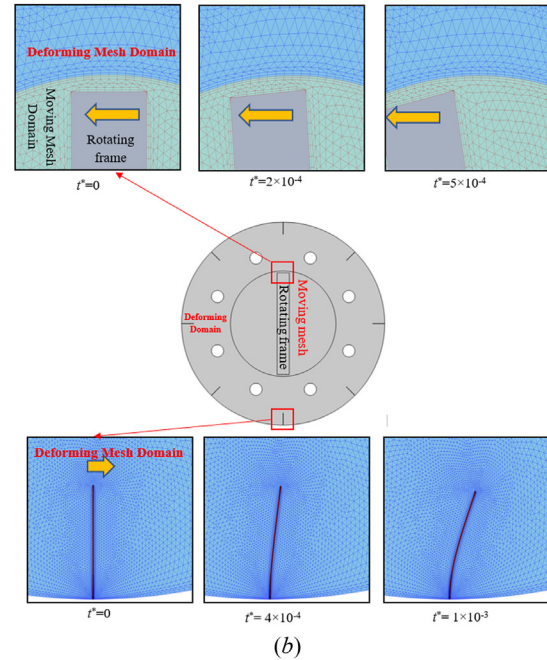 Deforming Mesh Domain
Moving Mesh
Domain
Rotating
frame
t*=0
t*=2×10-4
t*=5×10-4
Deforming
Domain
Rotating frame
Moving mesh
Deforming Mesh Domain
t*=0
t*= 4×10-4
t*= 1×10-3
(b)